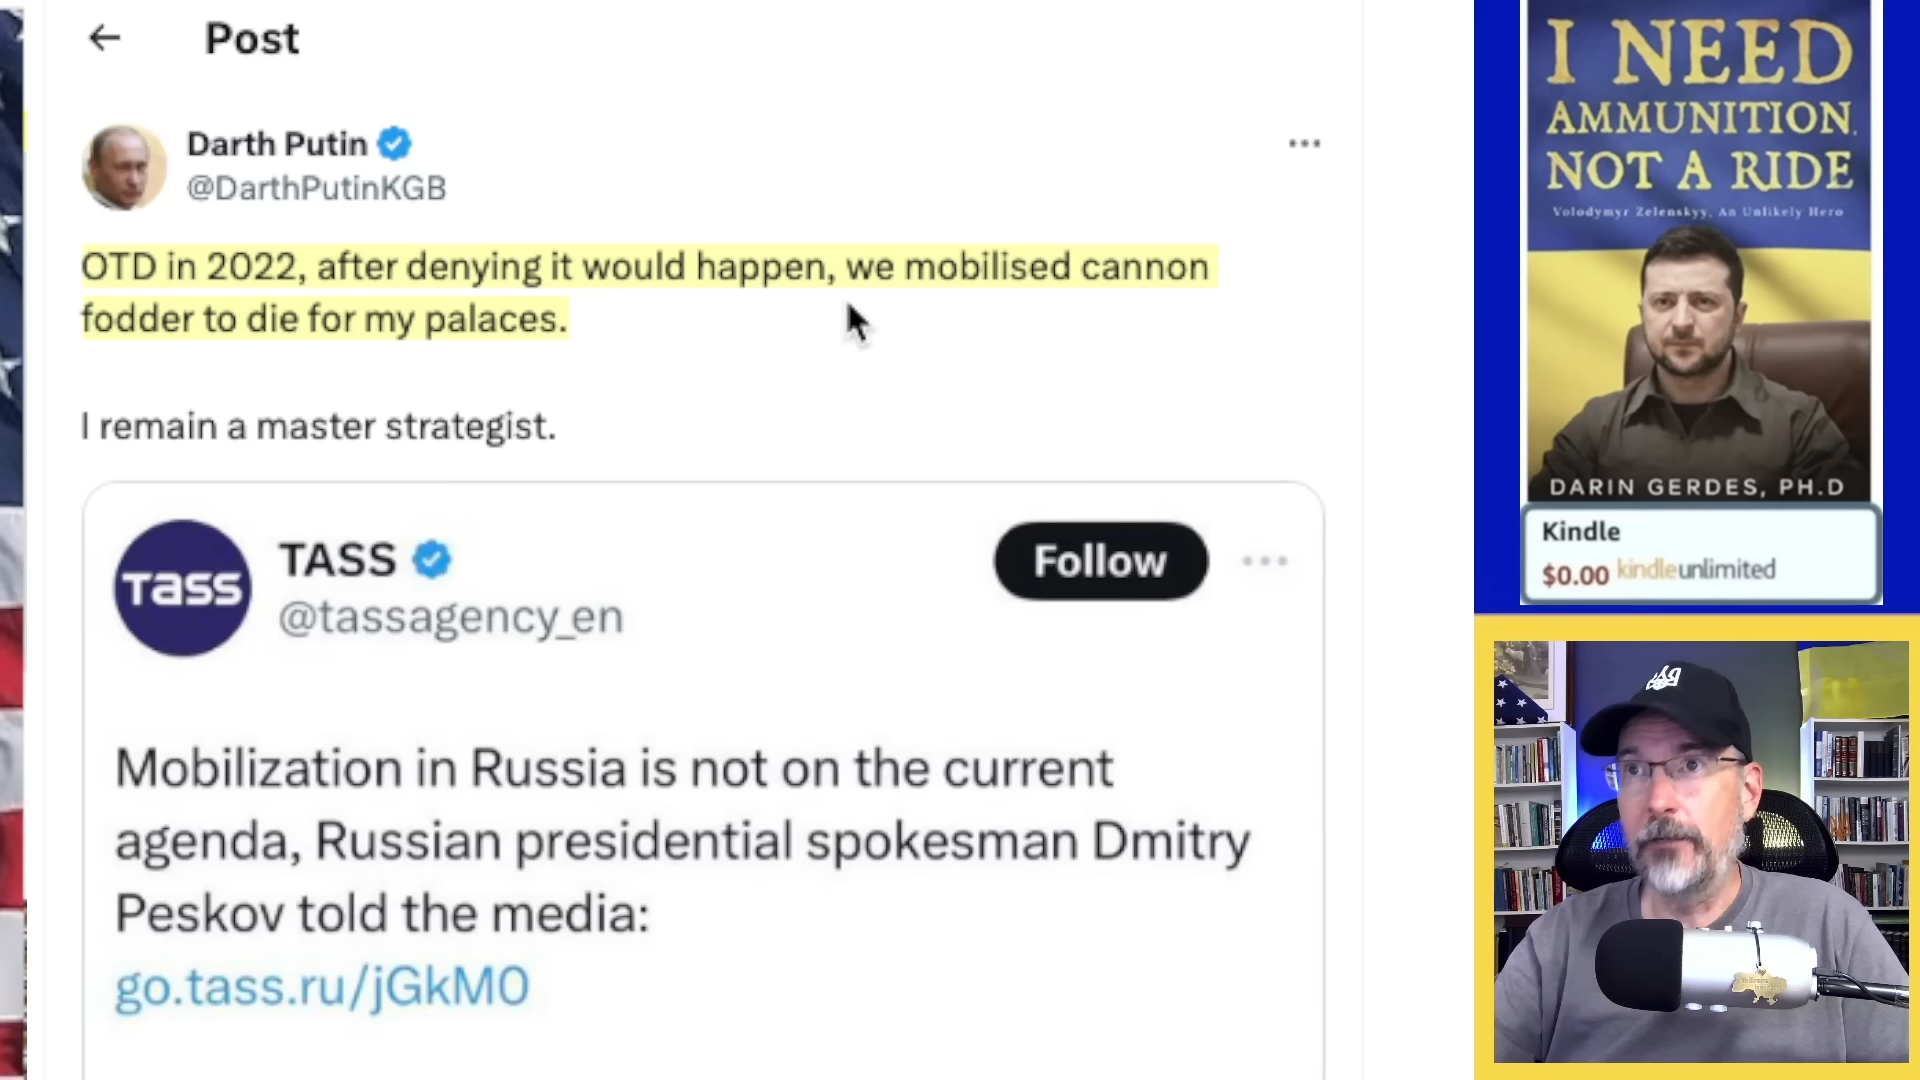 Post
Darth Putin
@DarthPutinKGB
OTD in 2022, after denying it would happen, we mobilised cannon
fodder to die for my palaces.
I remain a master strategist.
Tass
TASS
@tassagency_en
Follow
Mobilization in Russia is not on the current
agenda, Russian presidential spokesman Dmitry
Peskov told the media:
go.tass.ru/jGkM0
I NEED
AMMUNITION,
NOT A RIDE
Volodymyr Zelenskyy, An Unlikely Hero
DARIN GERDES, PH.D
Kindle
$0.00 kindleunlimited